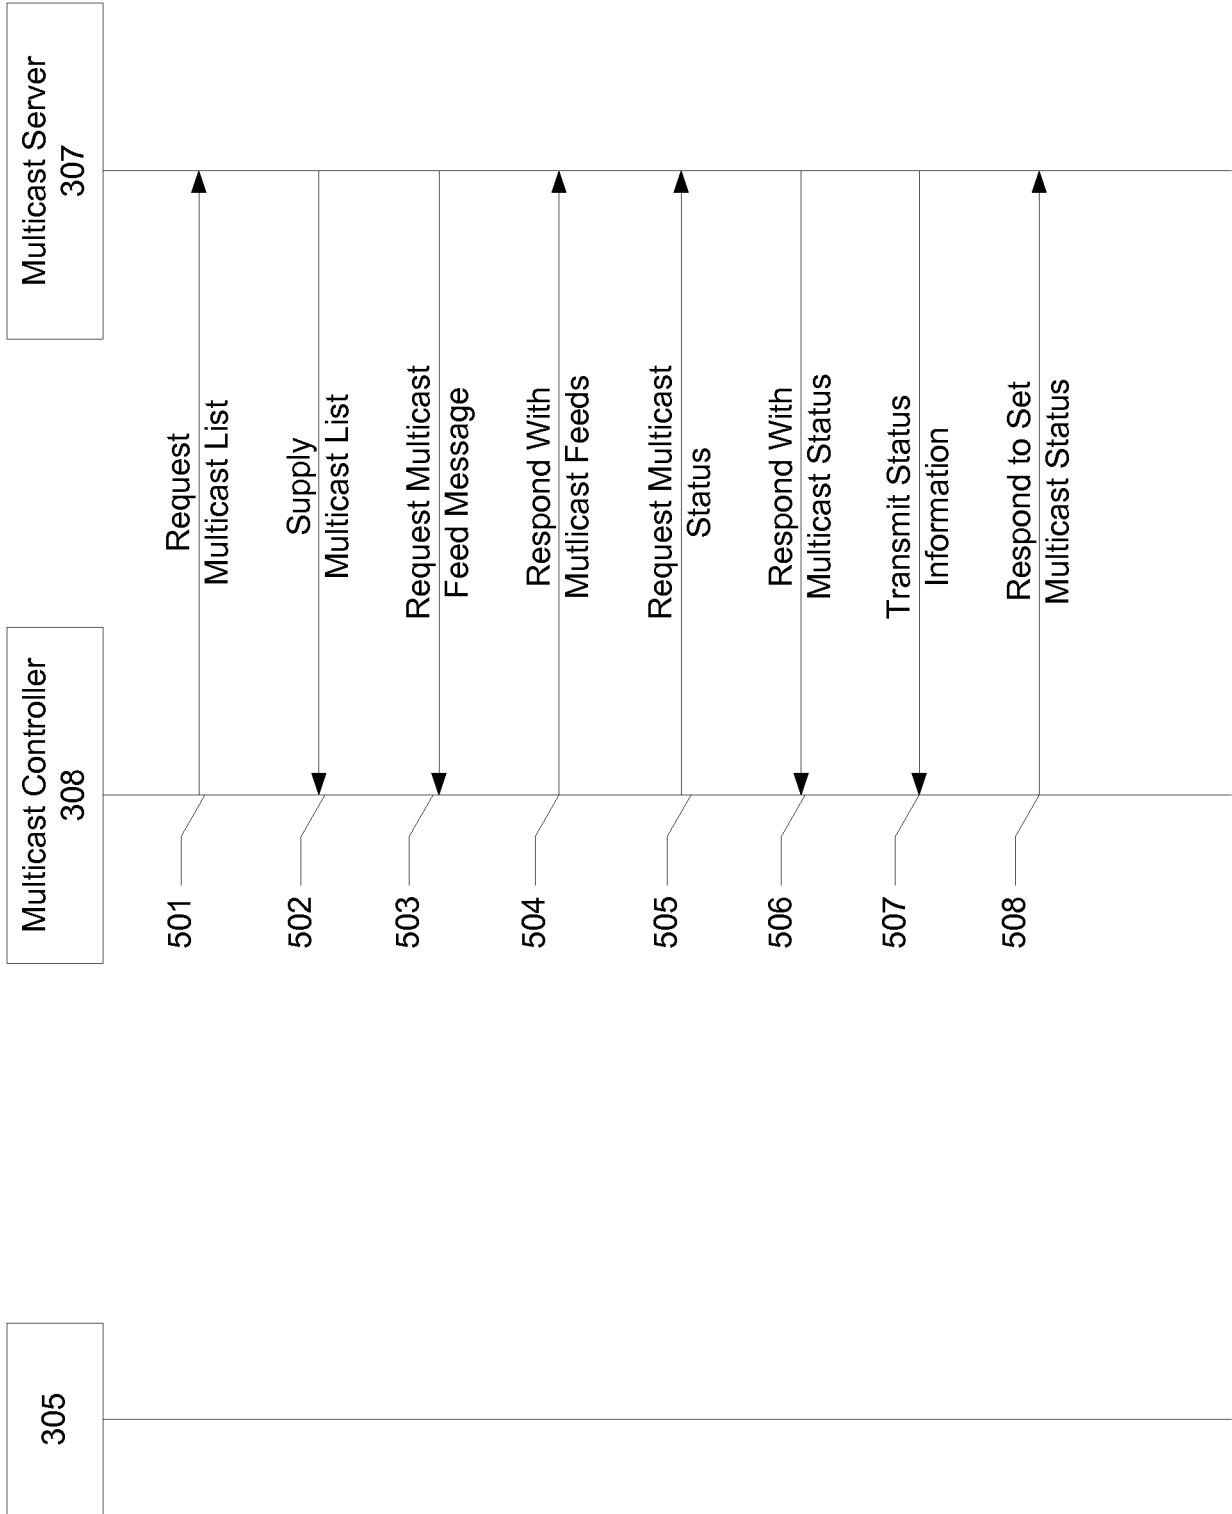 305
Multicast Controller
308
Multicast Server
307
501
Request
Multicast List
502
Supply
Multicast List
503
Request Multicast
Feed Message
504
Respond With
Mutlicast Feeds
505
Request Multicast
Status
506
Respond With
Multicast Status
507
Transmit Status
Information
508
Respond to Set
Multicast Status